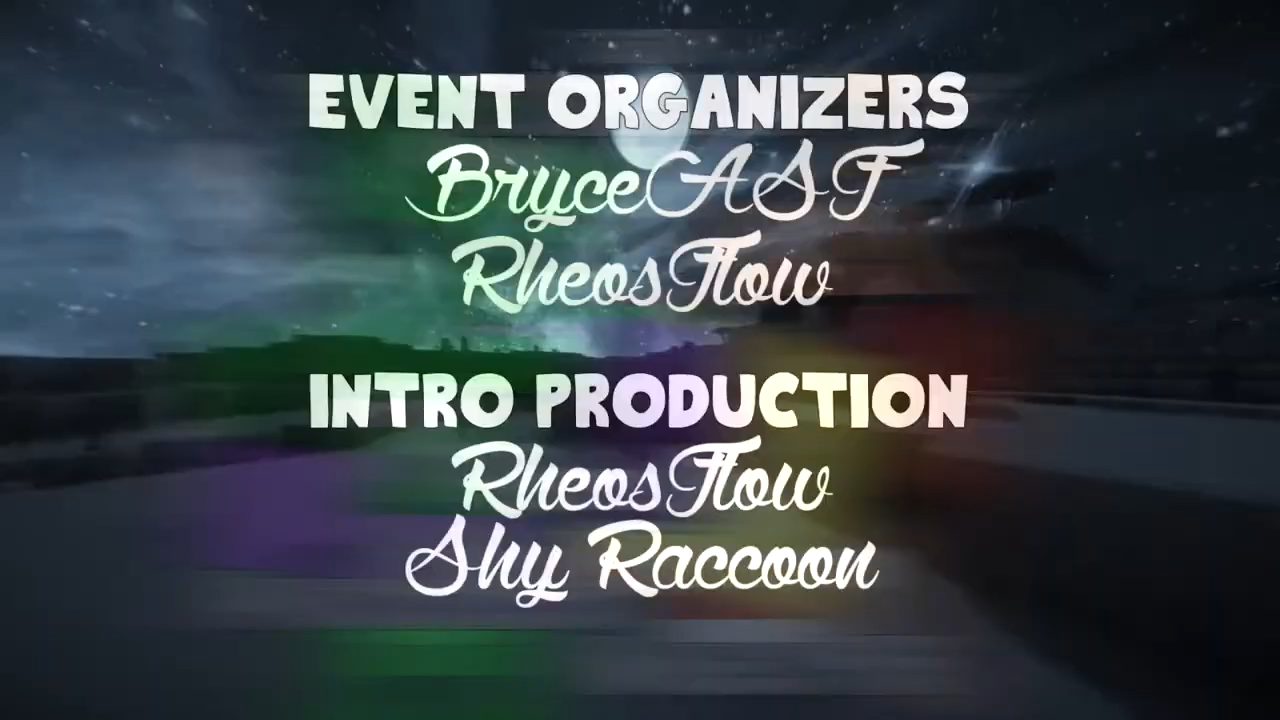 EVENT ORGANIZERS
BryceASF
RheosFlow
INTRO PRODUCTION
RheosFlow
Shy Raccoon